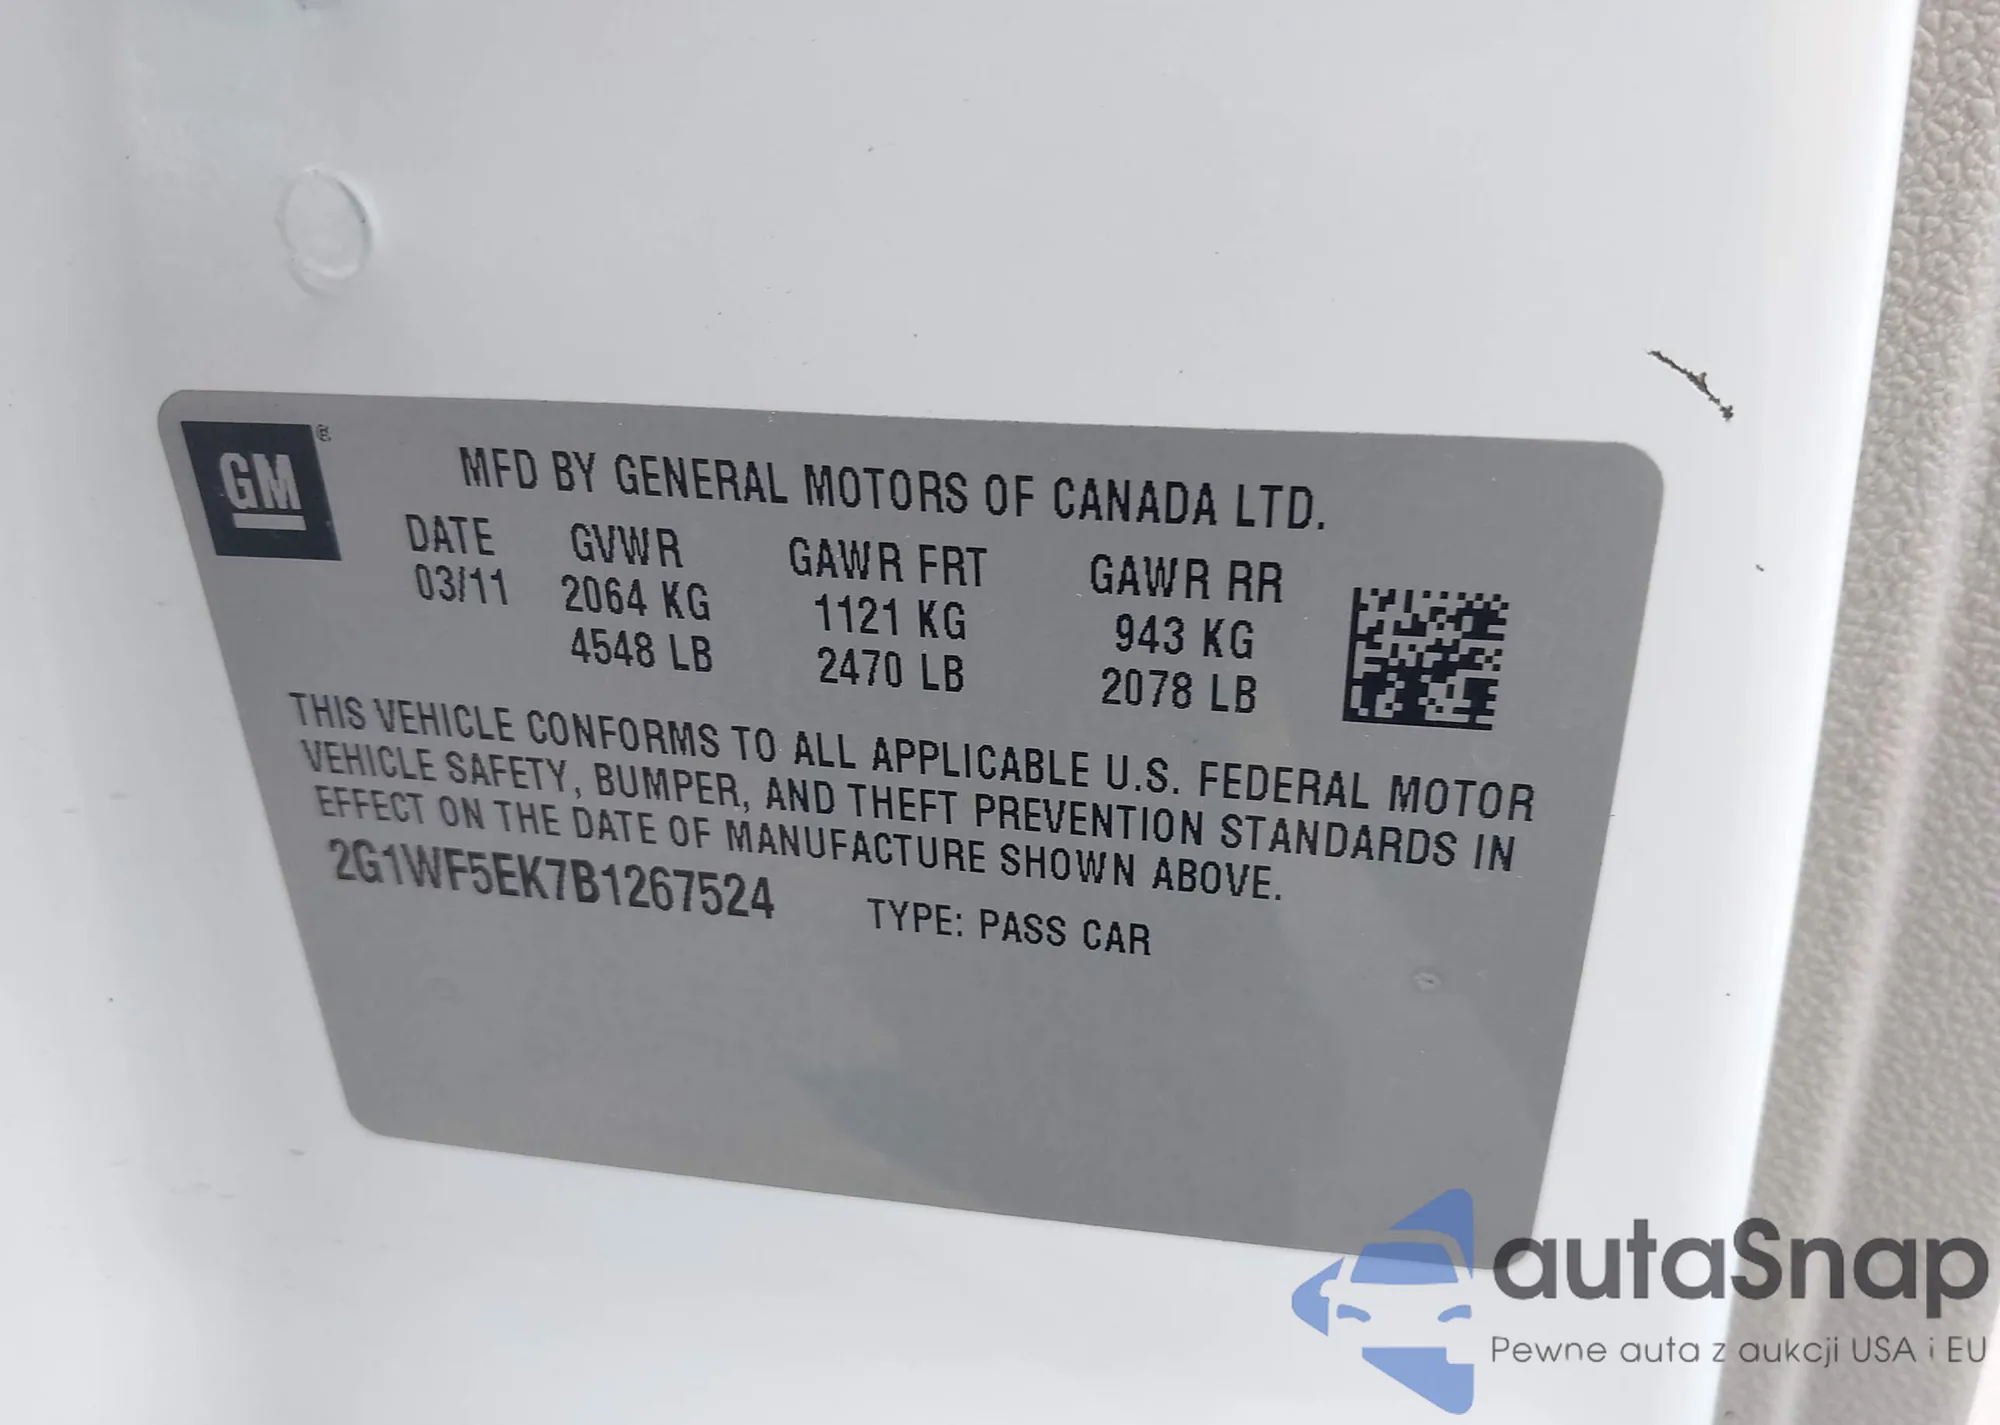 GM ®
MFD BY GENERAL MOTORS OF CANADA LTD.
DATE GVWR GAWR FRT GAWR RR
03/11 2064 KG 1121 KG 943 KG
4548 LB 2470 LB 2078 LB
THIS VEHICLE CONFORMS TO ALL APPLICABLE U.S. FEDERAL MOTOR
VEHICLE SAFETY, BUMPER, AND THEFT PREVENTION STANDARDS IN
EFFECT ON THE DATE OF MANUFACTURE SHOWN ABOVE.
2G1WF5EK7B1267524 TYPE: PASS CAR
autaSnap
Pewne auta z aukcji USA i EU